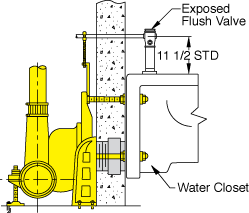 Exposed
Flush Valve
11 1/2 STD
Water Closet